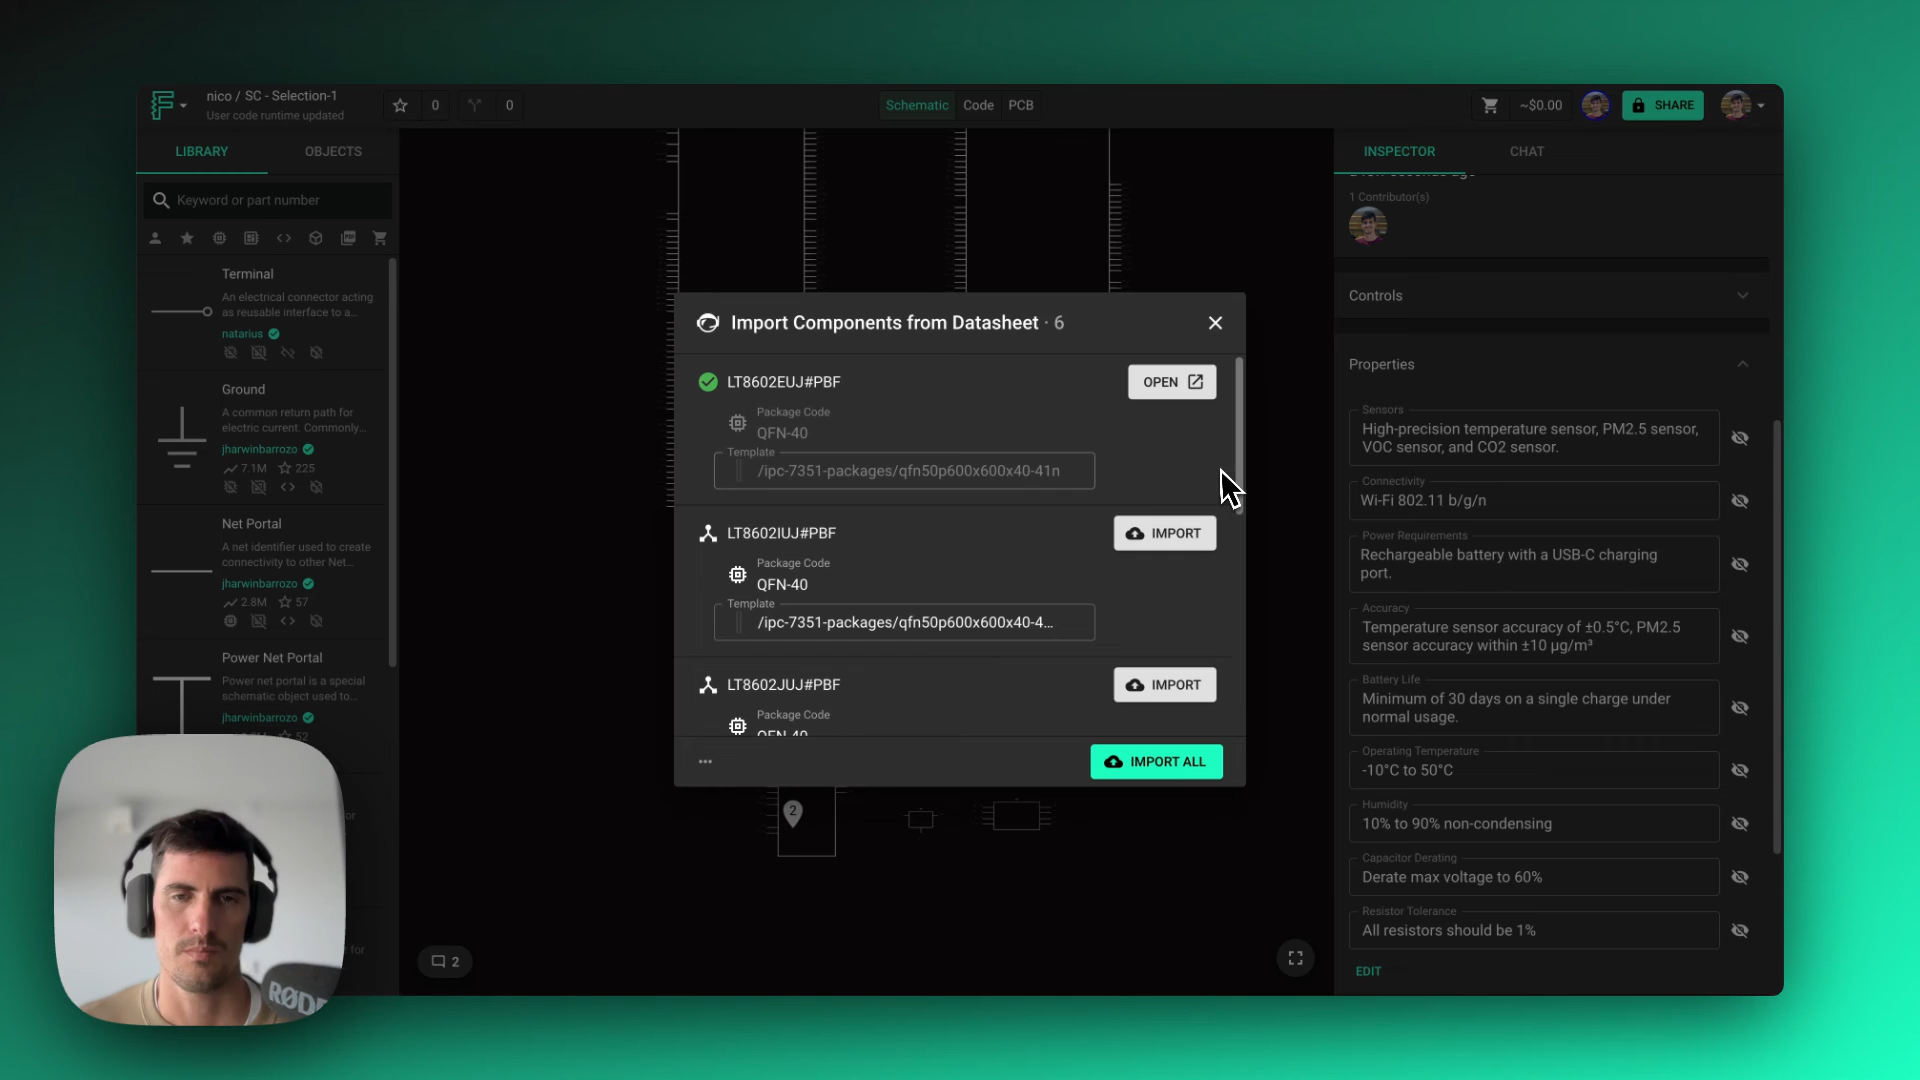 nico / SC - Selection-1
User code runtime updated
0
0
Schematic
Code
PCB
~$0.00
SHARE
LIBRARY
OBJECTS
Keyword or part number
Terminal
An electrical connector acting
as reusable interface to a...
natarius
Ground
A common return path for
electric current. Commonly...
jharwinbarrozo
7.1M
225
Net Portal
A net identifier used to create
connectivity to other Net...
jharwinbarrozo
2.8M
57
Power Net Portal
Power net portal is a special
schematic object used to...
jharwinbarrozo
52
or
for
RØDE
2
2
Import Components from Datasheet · 6
LT8602EUJ#PBF
OPEN
Package Code
QFN-40
Template
/ipc-7351-packages/qfn50p600x600x40-41n
LT8602IUJ#PBF
IMPORT
Package Code
QFN-40
Template
/ipc-7351-packages/qfn50p600x600x40-4...
LT8602JUJ#PBF
IMPORT
Package Code
QFN-40
...
IMPORT ALL
INSPECTOR
CHAT
a few seconds ago
1 Contributor(s)
Controls
Properties
Sensors
High-precision temperature sensor, PM2.5 sensor,
VOC sensor, and CO2 sensor.
Connectivity
Wi-Fi 802.11 b/g/n
Power Requirements
Rechargeable battery with a USB-C charging
port.
Accuracy
Temperature sensor accuracy of ±0.5°C, PM2.5
sensor accuracy within ±10 µg/m³
Battery Life
Minimum of 30 days on a single charge under
normal usage.
Operating Temperature
-10°C to 50°C
Humidity
10% to 90% non-condensing
Capacitor Derating
Derate max voltage to 60%
Resistor Tolerance
All resistors should be 1%
EDIT